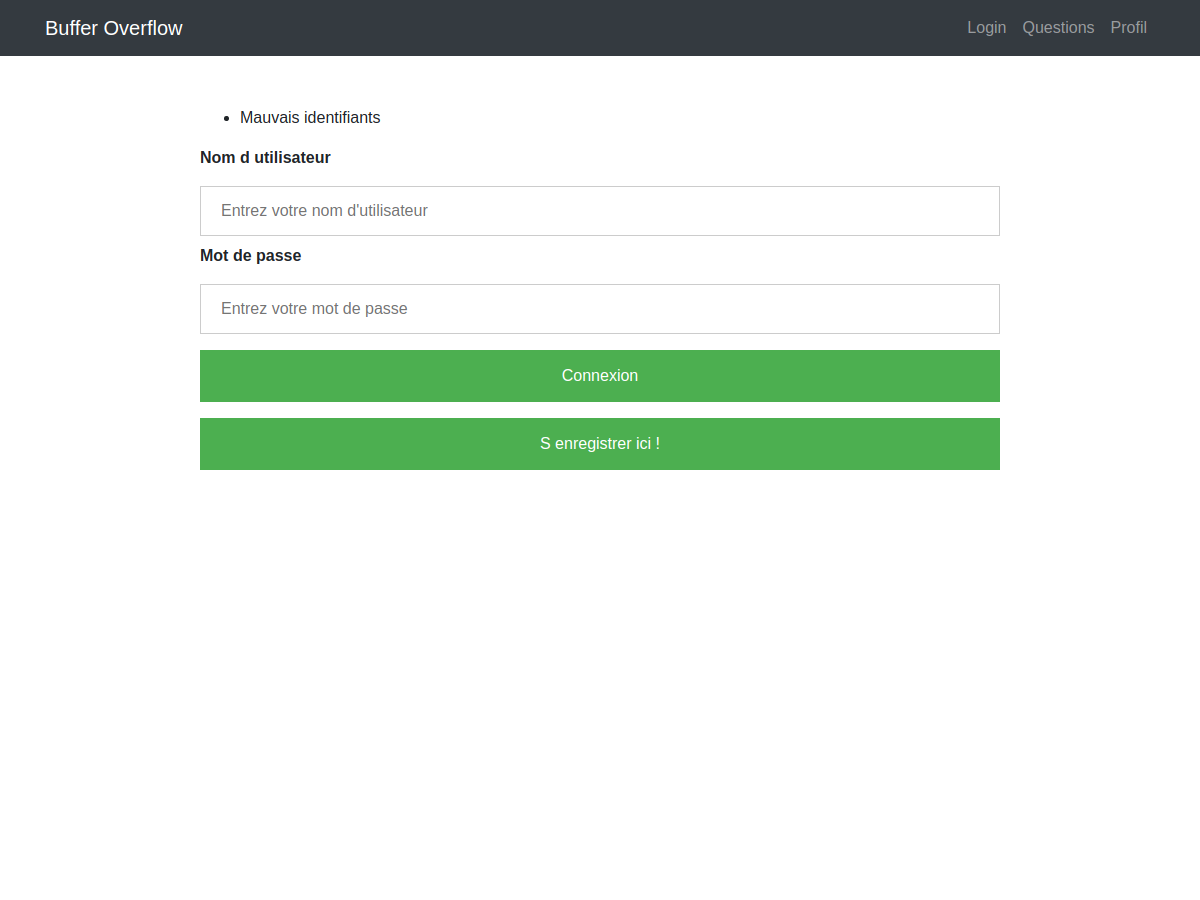 Buffer Overflow
Login Questions Profil
Mauvais identifiants
Nom d utilisateur
Entrez votre nom d'utilisateur
Mot de passe
Entrez votre mot de passe
Connexion
S enregistrer ici !